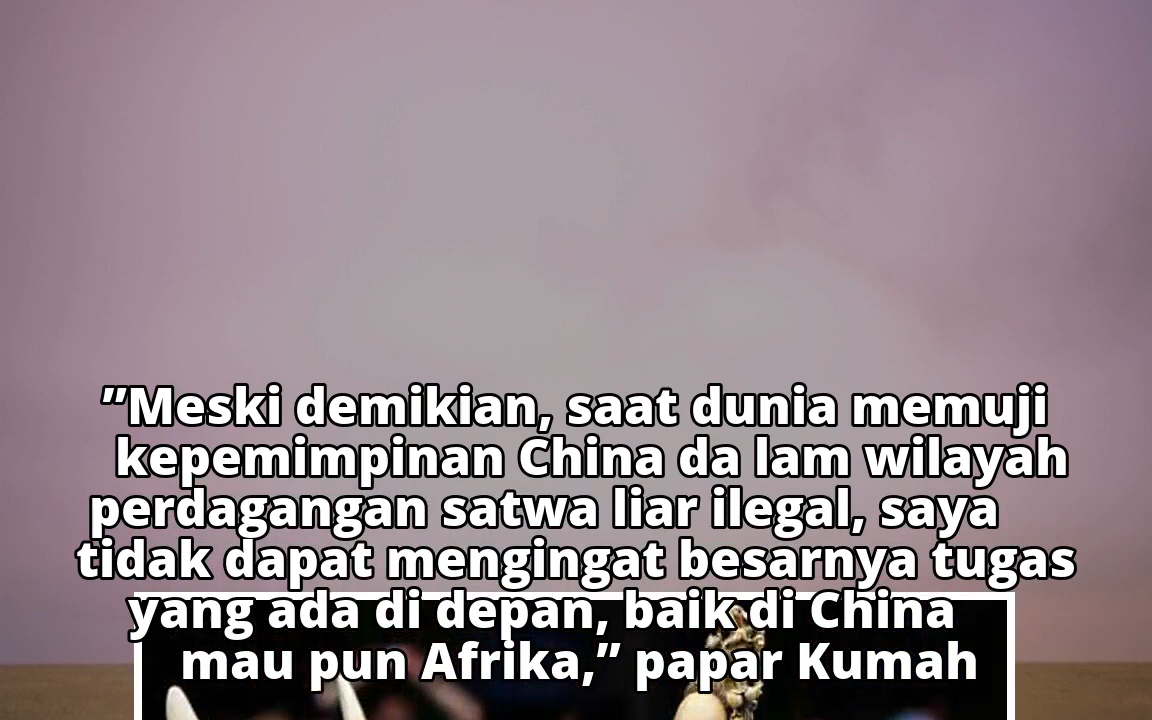 ”Meski demikian, saat dunia memuji
kepemimpinan China da lam wilayah
perdagangan satwa liar ilegal, saya
tidak dapat mengingat besarnya tugas
yang ada di depan, baik di China
mau pun Afrika,” papar Kumah